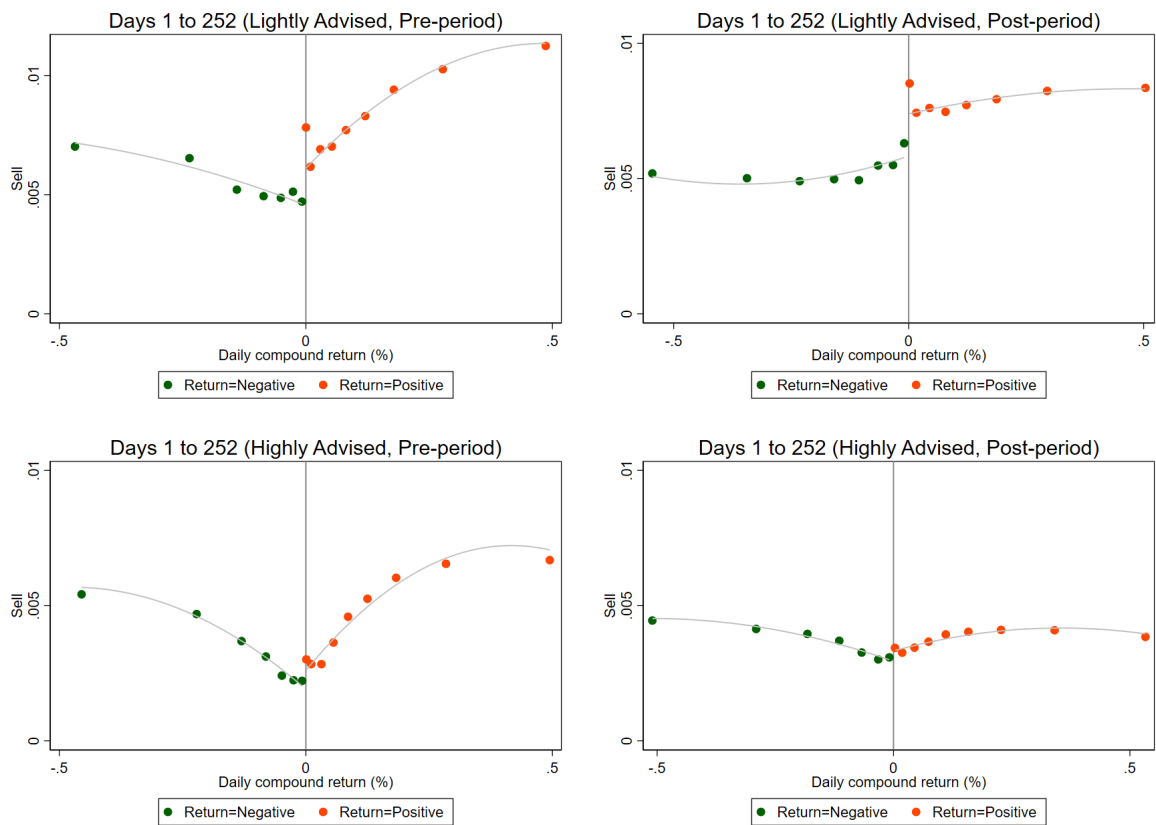 Days 1 to 252 (Lightly Advised, Pre-period)
Sell
.01
.005
0
-.5
0
.5
Daily compound return (%)
Return=Negative
Return=Positive
Days 1 to 252 (Lightly Advised, Post-period)
Sell
.01
.005
0
-.5
0
.5
Daily compound return (%)
Return=Negative
Return=Positive
Days 1 to 252 (Highly Advised, Pre-period)
Sell
.01
.005
0
-.5
0
.5
Daily compound return (%)
Return=Negative
Return=Positive
Days 1 to 252 (Highly Advised, Post-period)
Sell
.01
.005
0
-.5
0
.5
Daily compound return (%)
Return=Negative
Return=Positive